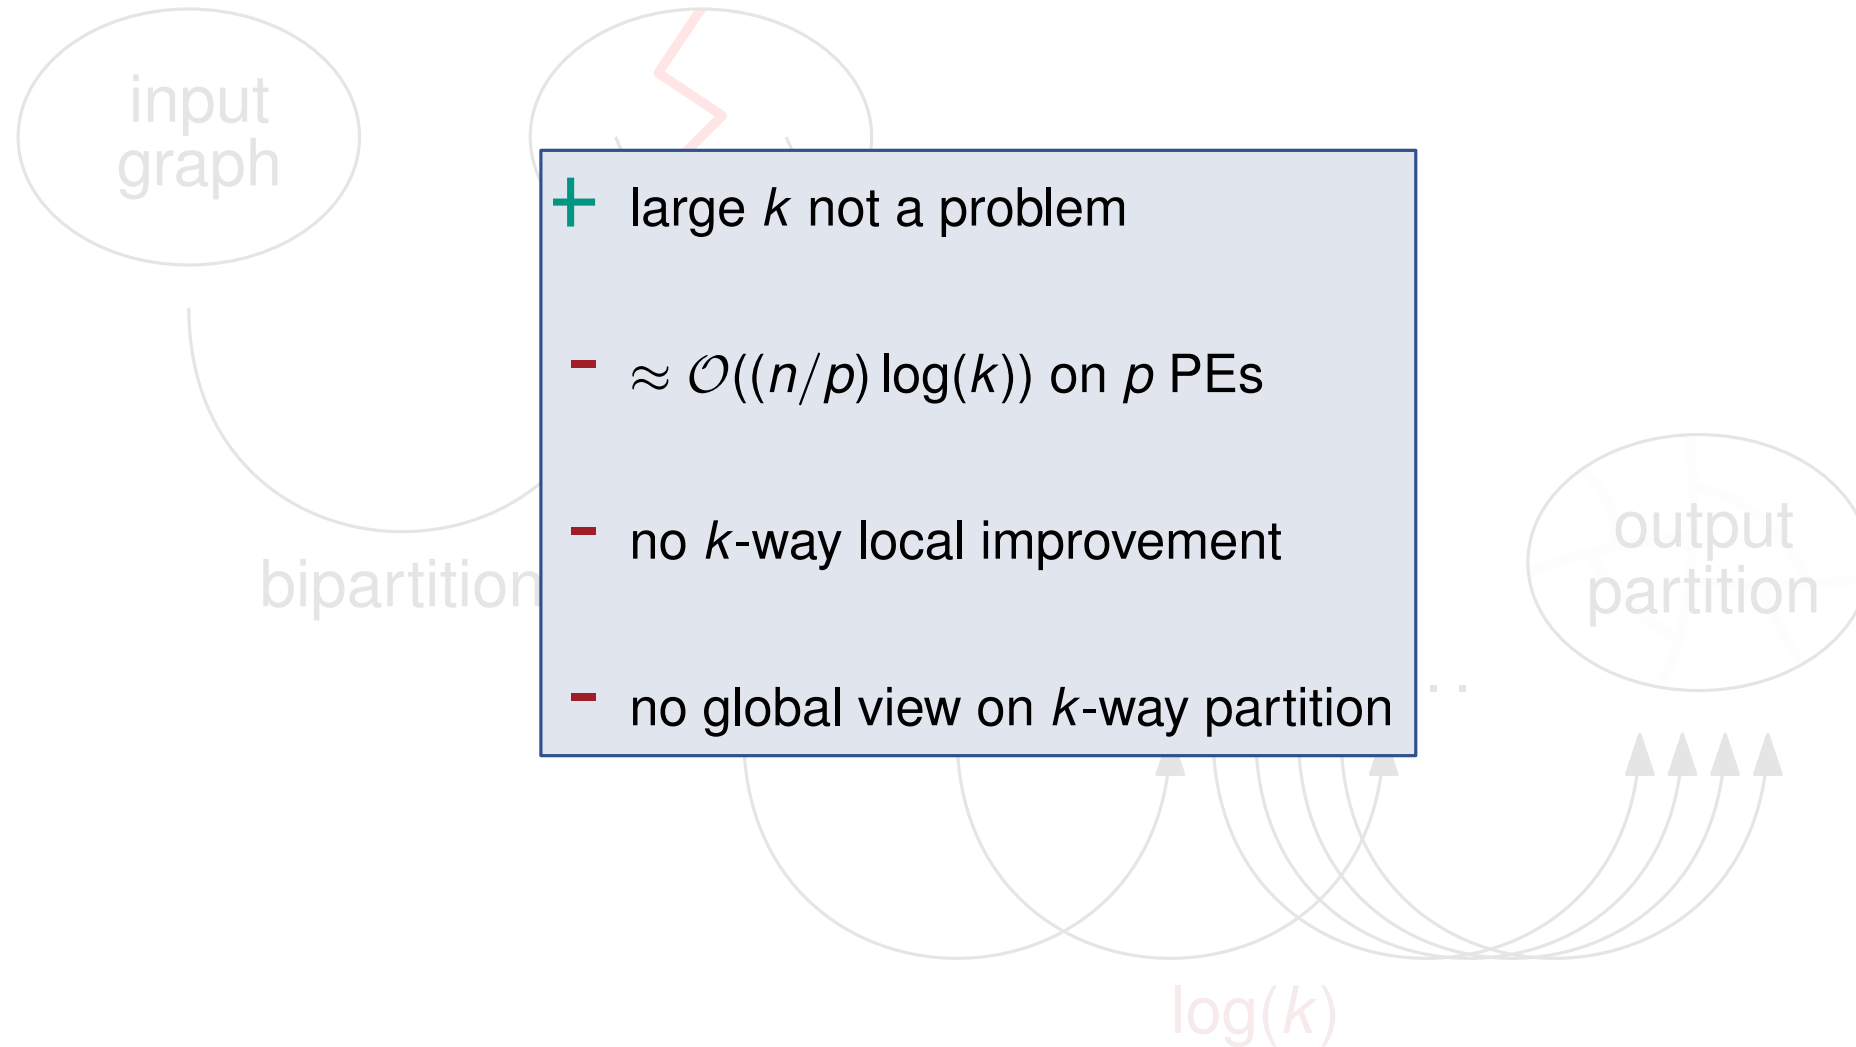 input
graph
+ large k not a problem
- ≈ 𝒪((n/p) log(k)) on p PEs
- no k-way local improvement
- no global view on k-way partition
bipartition
output
partition
..
log(k)